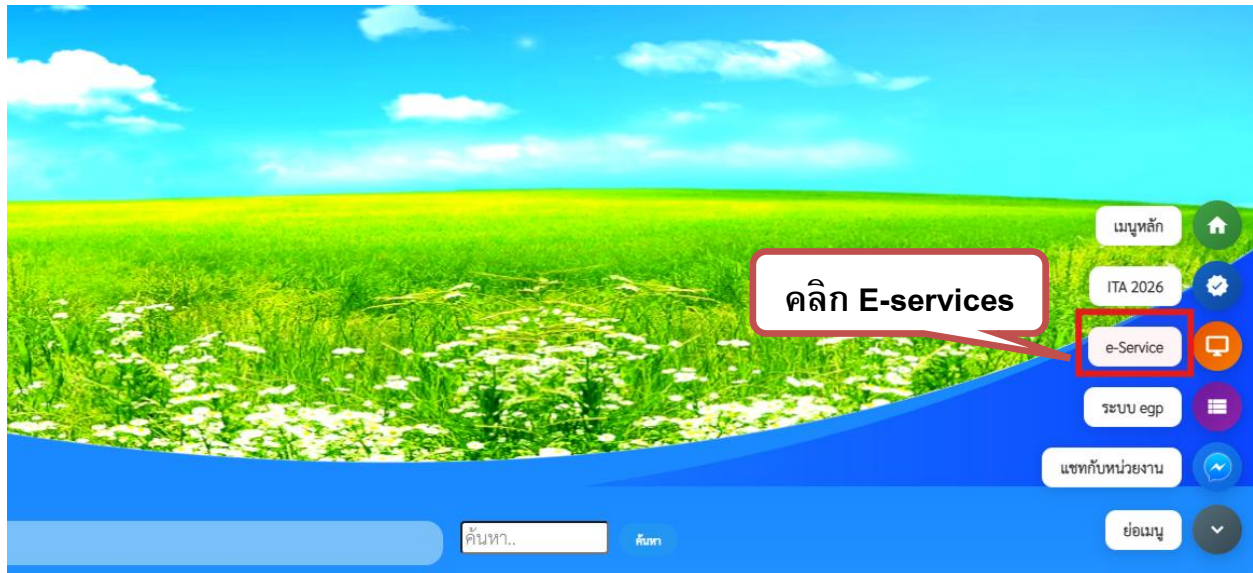 เมนูหลัก
ITA 2026
คลิก E-services
e-Service
ระบบ egp
แชทกับหน่วยงาน
ย่อเมนู
ค้นหา..
ค้นหา